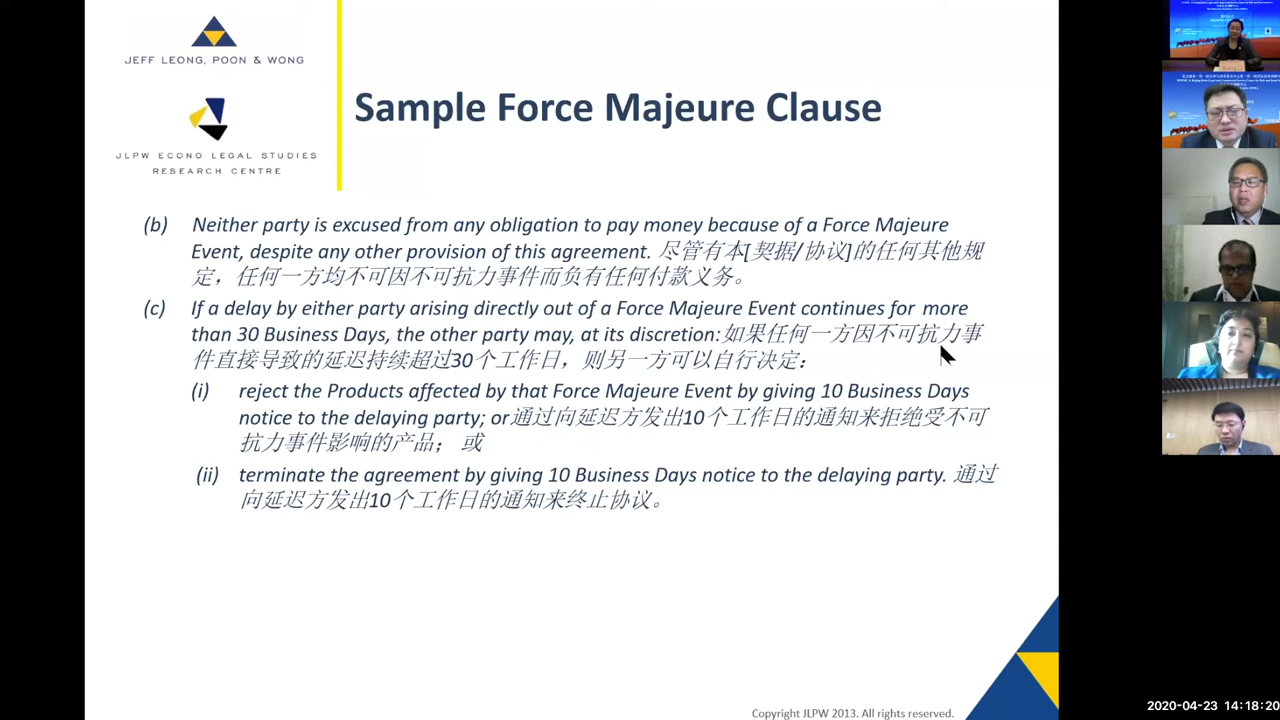 JEFF LEONG, POON & WONG
JLPW ECONO LEGAL STUDIES
RESEARCH CENTRE
Sample Force Majeure Clause
(b) Neither party is excused from any obligation to pay money because of a Force Majeure
Event, despite any other provision of this agreement. 尽管有本[契据/协议]的任何其他规
定，任何一方均不可因不可抗力事件而负有任何付款义务。
(c) If a delay by either party arising directly out of a Force Majeure Event continues for more
than 30 Business Days, the other party may, at its discretion:如果任何一方因不可抗力事
件直接导致的延迟持续超过30个工作日，则另一方可以自行决定：
(i) reject the Products affected by that Force Majeure Event by giving 10 Business Days
notice to the delaying party; or通过向延迟方发出10个工作日的通知来拒绝受不可
抗力事件影响的产品； 或
(ii) terminate the agreement by giving 10 Business Days notice to the delaying party. 通过
向延迟方发出10个工作日的通知来终止协议。
Copyright JLPW 2013. All rights reserved.
2020-04-23 14:18:20